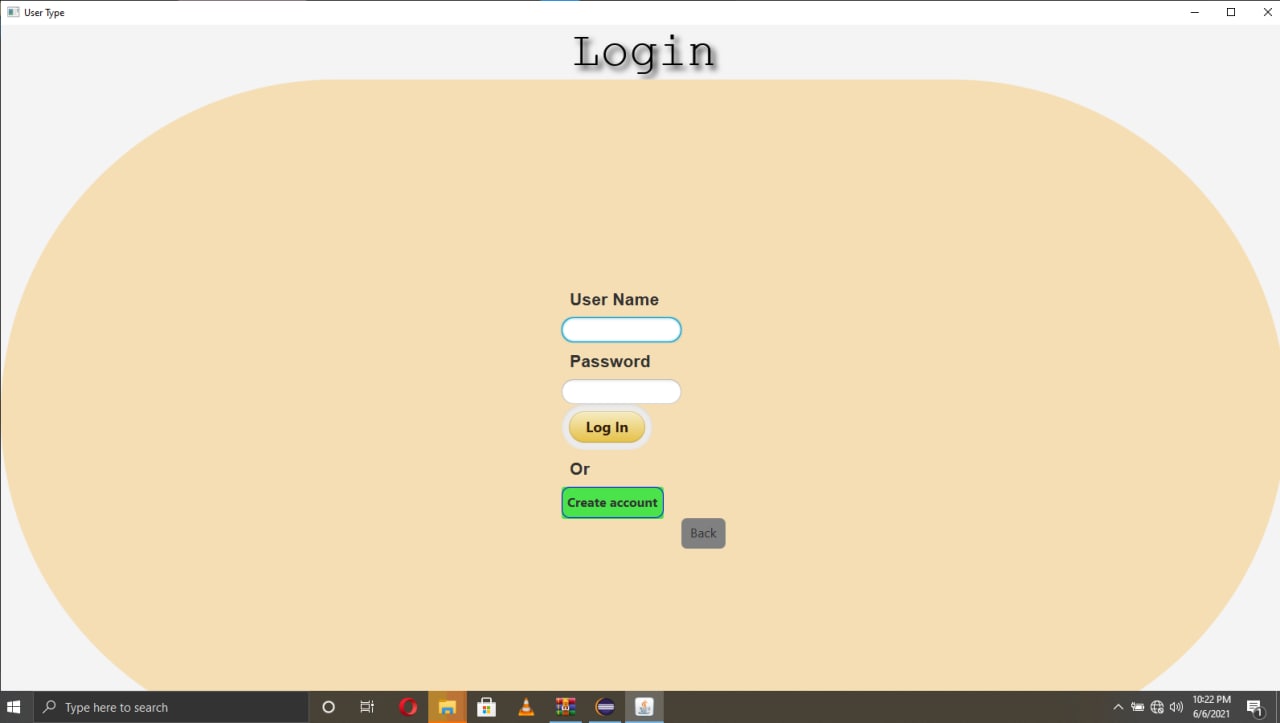 User Type
Login
User Name
Password
Log In
Or
Create account
Back
Type here to search
10:22 PM
6/6/2021
1